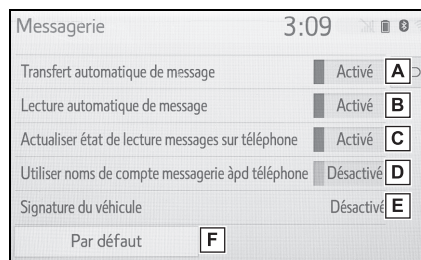 Messagerie 3:09
Transfert automatique de message Activé A
Lecture automatique de message Activé B
Actualiser état de lecture messages sur téléphone Activé C
Utiliser noms de compte messagerie àpd téléphone Désactivé D
Signature du véhicule Désactivé E
Par défaut F